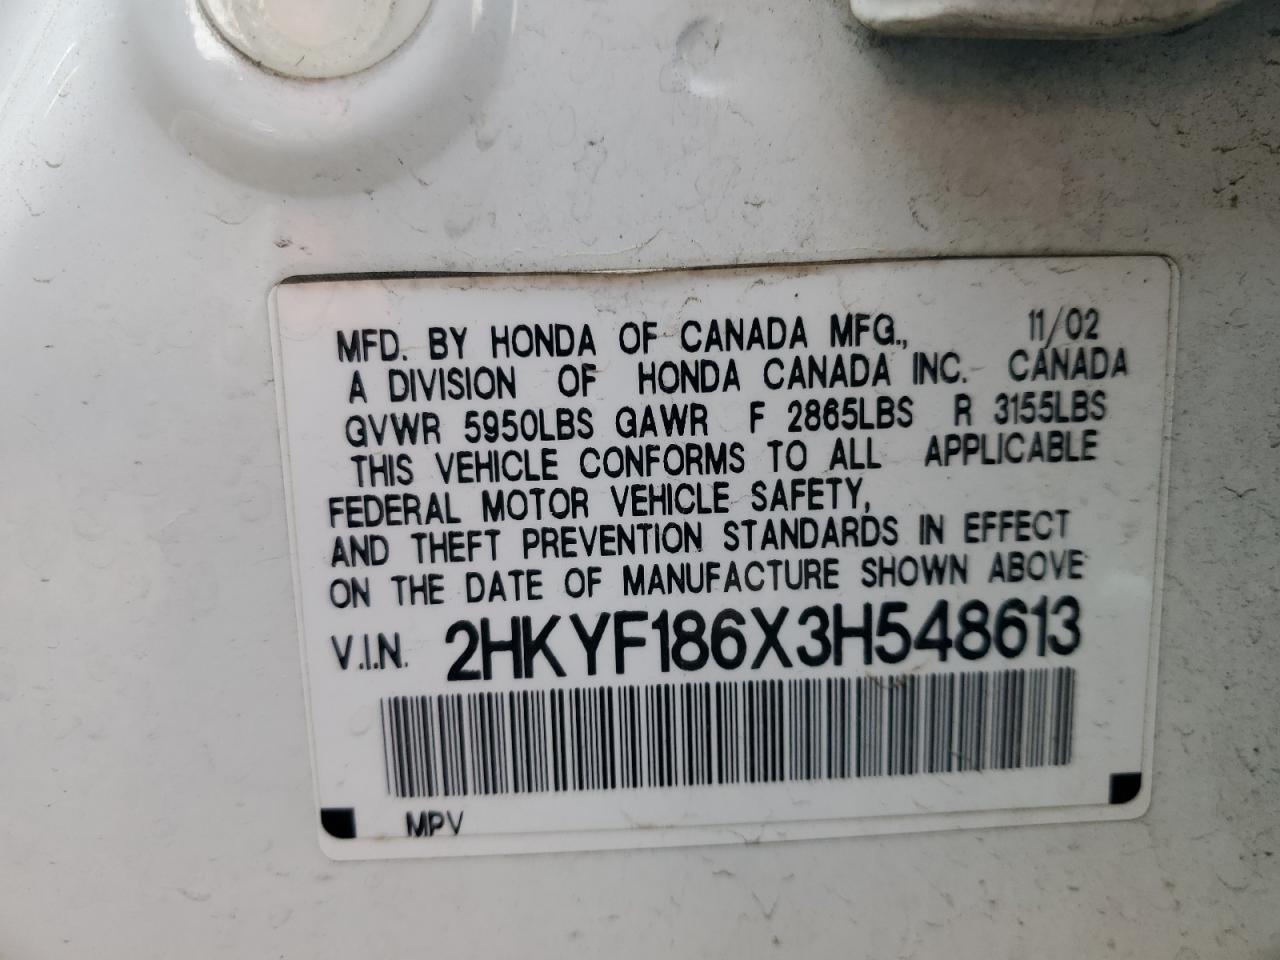 MFD. BY HONDA OF CANADA MFG., 11/02
A DIVISION OF HONDA CANADA INC. CANADA
GVWR 5950LBS GAWR F 2865LBS R 3155LBS
THIS VEHICLE CONFORMS TO ALL APPLICABLE
FEDERAL MOTOR VEHICLE SAFETY,
AND THEFT PREVENTION STANDARDS IN EFFECT
ON THE DATE OF MANUFACTURE SHOWN ABOVE
V.I.N. 2HKYF186X3H548613
MPV